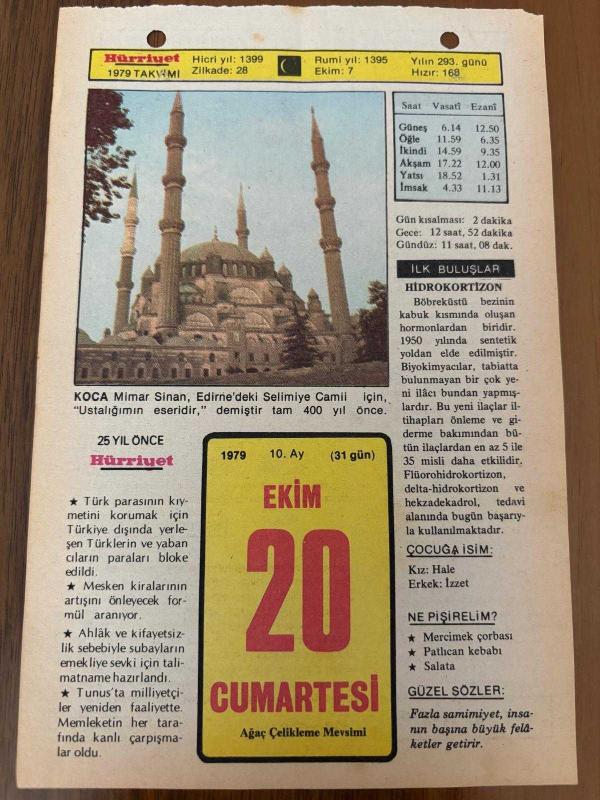 Hürriyet
1979 TAKVİMİ
Hicri yıl: 1399
Zilkade: 28
Rumi yıl: 1395
Ekim: 7
Yılın 293. günü
Hızır: 168
Saat Vasatî Ezanî
Güneş 6.14 12.50
Öğle 11.59 6.35
İkindi 14.59 9.35
Akşam 17.22 12.00
Yatsı 18.52 1.31
İmsak 4.33 11.13
Gün kısalması: 2 dakika
Gece: 12 saat, 52 dakika
Gündüz: 11 saat, 08 dak.
KOCA Mimar Sinan, Edirne'deki Selimiye Camii için,
“Ustalığımın eseridir,” demiştir tam 400 yıl önce.
25 YIL ÖNCE
Hürriyet
★ Türk parasının kıy-
metini korumak için
Türkiye dışında yerle-
şen Türklerin ve yaban
cıların paraları bloke
edildi.
★ Mesken kiralarının
artışını önleyecek for-
mül aranıyor.
★ Ahlâk ve kifayetsiz-
lik sebebiyle subayların
emekliye sevki için tali-
matname hazırlandı.
★ Tunus'ta milliyetçi-
ler yeniden faaliyette.
Memleketin her tara-
fında kanlı çarpışma-
lar oldu.
1979 10. Ay (31 gün)
EKİM
20
CUMARTESİ
Ağaç Çelikleme Mevsimi
İLK BULUŞLAR
HİDROKORTİZON
Böbreküstü bezinin
kabuk kısmında oluşan
hormonlardan biridir.
1950 yılında sentetik
yoldan elde edilmiştir.
Biyokimyacılar, tabiatta
bulunmayan bir çok ye-
ni ilâcı bundan yapmış-
lardır. Bu yeni ilaçlar il-
tihapları önleme ve gi-
derme bakımından bü-
tün ilaçlardan en az 5 ile
35 misli daha etkilidir.
Flüorohidrokortizon,
delta-hidrokortizon ve
hekzadekadrol, tedavi
alanında bugün başarıy-
la kullanılmaktadır.
ÇOCUĞA İSİM:
Kız: Hale
Erkek: İzzet
NE PİŞİRELİM?
★ Mercimek çorbası
★ Patlıcan kebabı
★ Salata
GÜZEL SÖZLER:
Fazla samimiyet, insa-
nın başına büyük felâ-
ketler getirir.